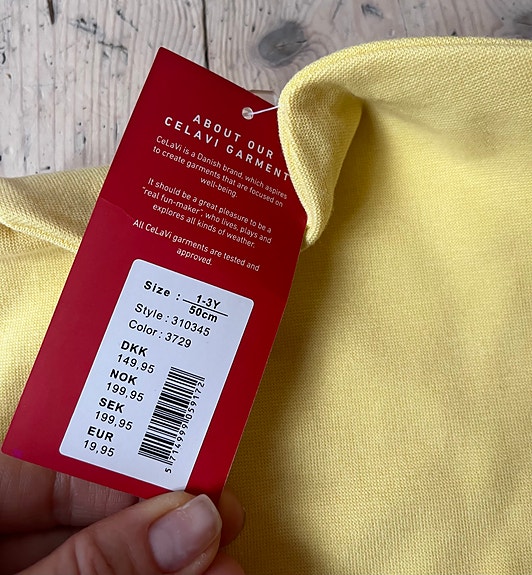 ABOUT OUR
CELAVI GARMENT
CeLaVi is a Danish brand, which aspires
to create garments that are focused on
well-being.
It should be a great pleasure to be a
"real fun-maker", who lives, plays and
explores all kinds of weather.
All CeLaVi garments are tested and
approved.
Size : 1-3Y
50cm
Style : 310345
Color : 3729
DKK
149,95
NOK
199,95
SEK
199,95
EUR
19,95
5 714999 059172